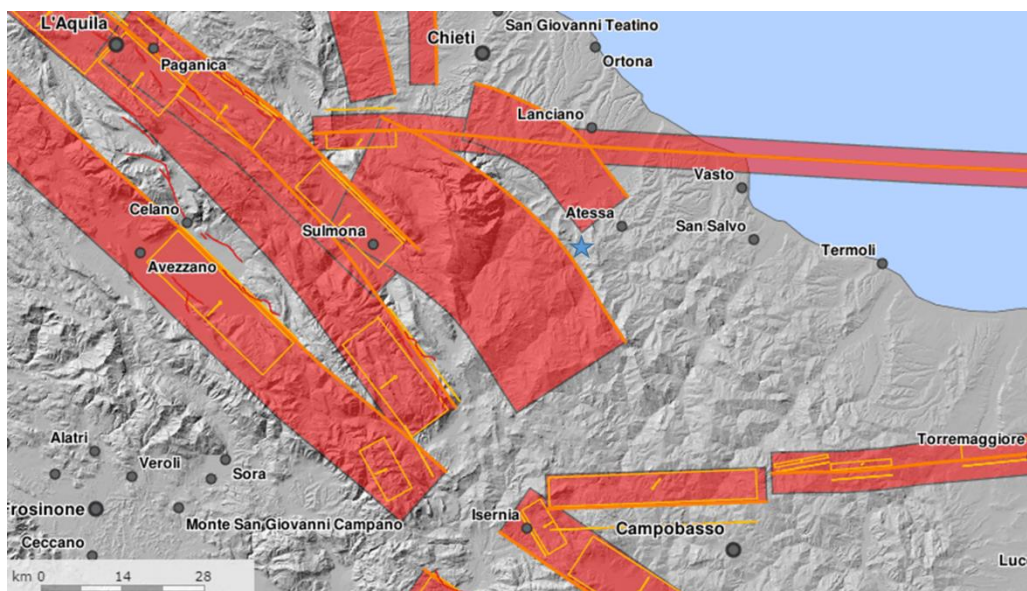 San Giovanni Teatino
L'Aquila
Chieti
Ortona
Paganica
Lanciano
Vasto
Celano
Atessa
Sulmona
San Salvo
Termoli
Avezzano
Alatri
Torremaggiore
Veroli
Sora
Frosinone
Isernia
Monte San Giovanni Campano
Campobasso
Ceccano
Luc
km 0 14 28